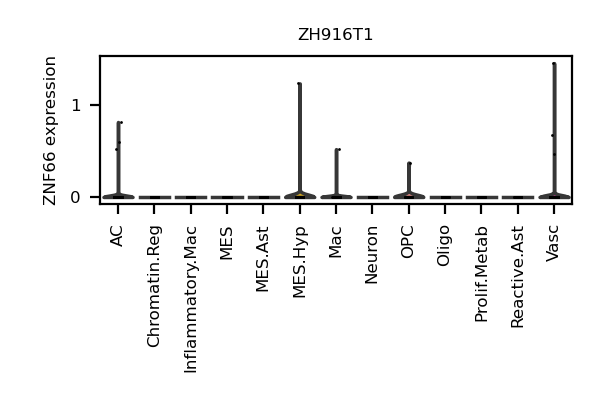 ZH916T1
ZNF66 expression
1
0
AC
Chromatin.Reg
Inflammatory.Mac
MES
MES.Ast
MES.Hyp
Mac
Neuron
OPC
Oligo
Prolif.Metab
Reactive.Ast
Vasc